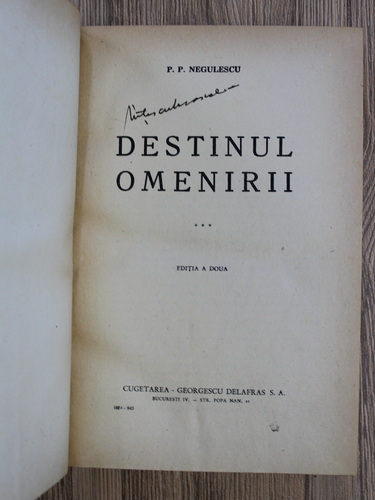 P. P. NEGULESCU
DESTINUL
OMENIRII
* * *
EDIȚIA A DOUA
CUGETAREA - GEORGESCU DELAFRAS S. A.
BUCUREȘTI IV. - STR. POPA NAN.